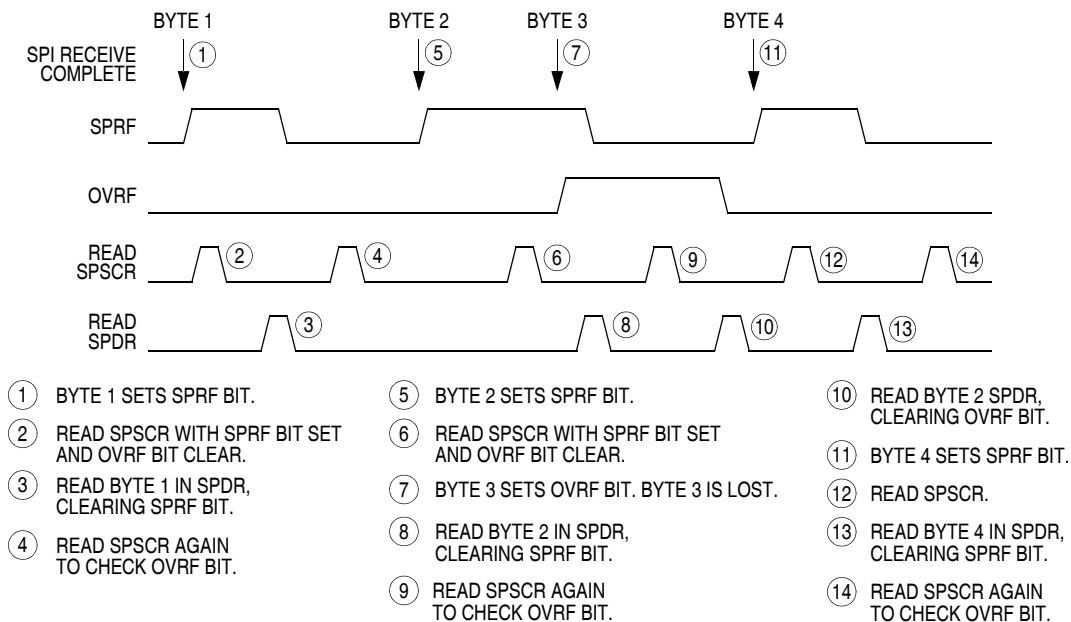 BYTE 1
BYTE 2
BYTE 3
BYTE 4
SPI RECEIVE
COMPLETE
1
5
7
11
SPRF
OVRF
READ
SPSCR
2
4
6
9
12
14
READ
SPDR
3
8
10
13
1 BYTE 1 SETS SPRF BIT.
2 READ SPSCR WITH SPRF BIT SET
AND OVRF BIT CLEAR.
3 READ BYTE 1 IN SPDR,
CLEARING SPRF BIT.
4 READ SPSCR AGAIN
TO CHECK OVRF BIT.
5 BYTE 2 SETS SPRF BIT.
6 READ SPSCR WITH SPRF BIT SET
AND OVRF BIT CLEAR.
7 BYTE 3 SETS OVRF BIT. BYTE 3 IS LOST.
8 READ BYTE 2 IN SPDR,
CLEARING SPRF BIT.
9 READ SPSCR AGAIN
TO CHECK OVRF BIT.
10 READ BYTE 2 SPDR,
CLEARING OVRF BIT.
11 BYTE 4 SETS SPRF BIT.
12 READ SPSCR.
13 READ BYTE 4 IN SPDR,
CLEARING SPRF BIT.
14 READ SPSCR AGAIN
TO CHECK OVRF BIT.